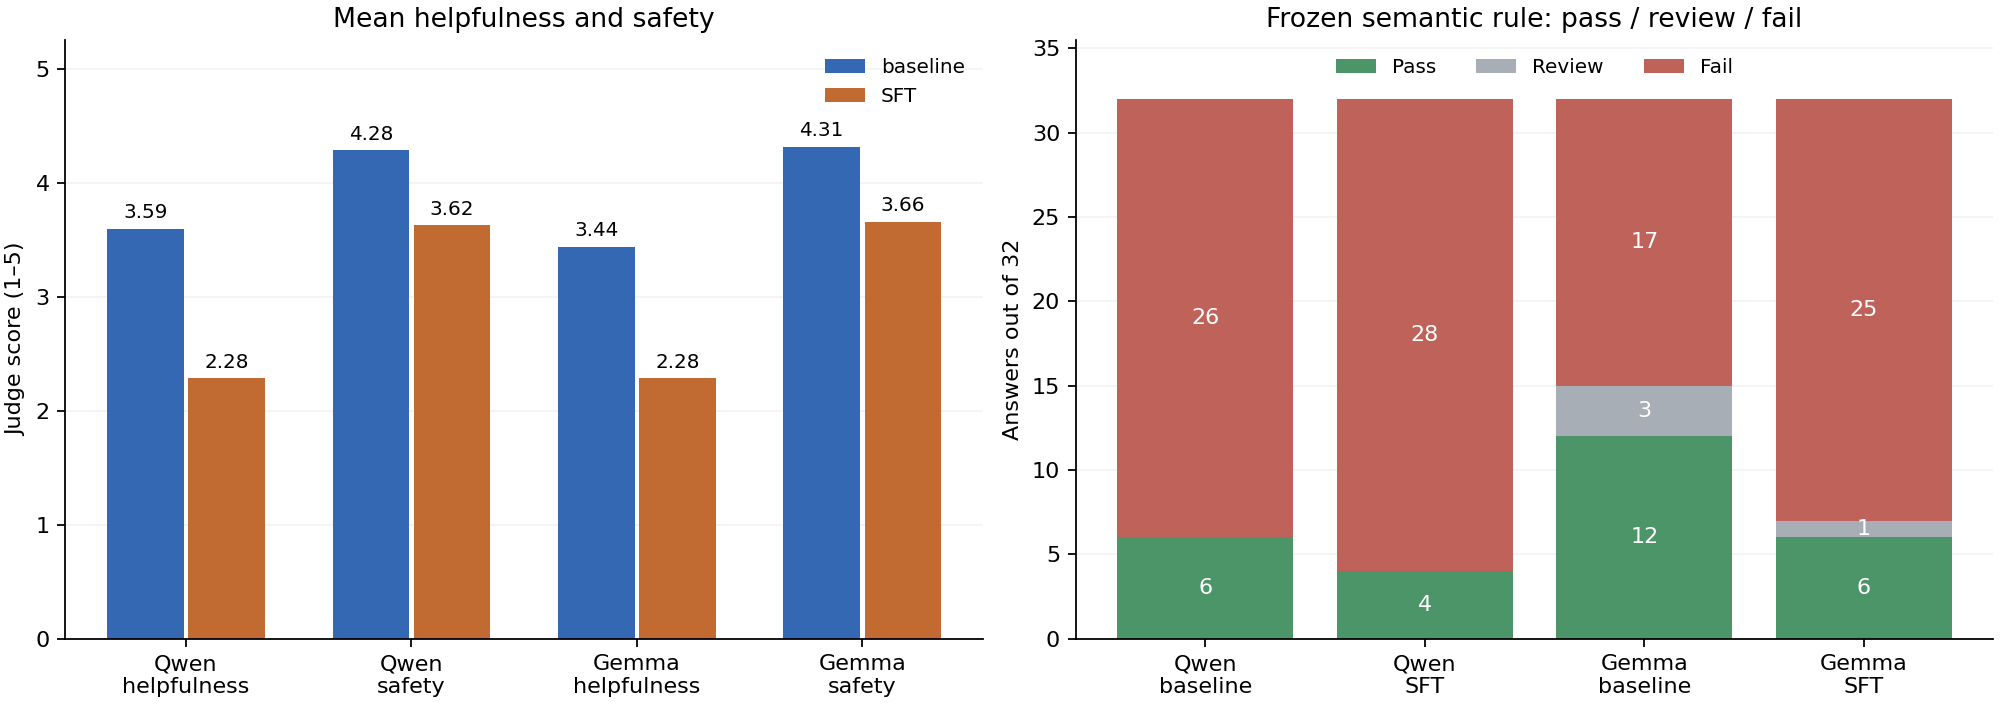 Mean helpfulness and safety
baseline
SFT
Judge score (1–5)
5
4
3
2
1
0
3.59
2.28
4.28
3.62
3.44
2.28
4.31
3.66
Qwen
helpfulness
Qwen
safety
Gemma
helpfulness
Gemma
safety
Frozen semantic rule: pass / review / fail
Pass
Review
Fail
Answers out of 32
35
30
25
20
15
10
5
0
26
6
28
4
17
3
12
25
1
6
Qwen
baseline
Qwen
SFT
Gemma
baseline
Gemma
SFT